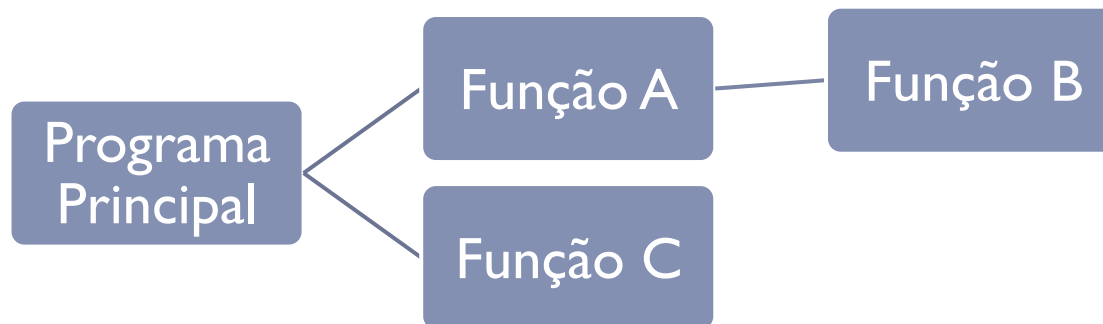 Programa
Principal
Função A
Função B
Função C